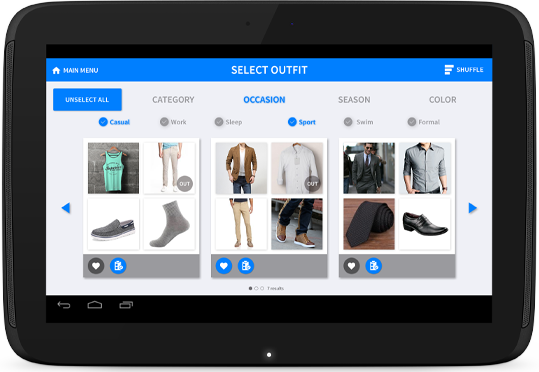 MAIN MENU
SELECT OUTFIT
SHUFFLE
UNSELECT ALL
CATEGORY
OCCASION
SEASON
COLOR
Casual
Work
Sleep
Sport
Swim
Formal
OUT
OUT
7 results